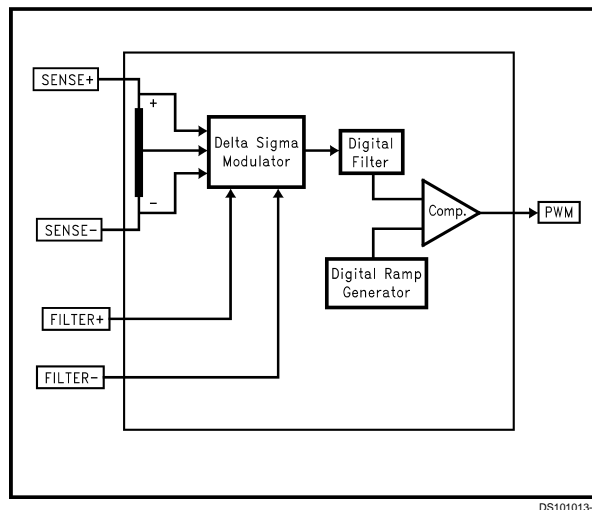 SENSE+
+
Delta Sigma
Modulator
Digital
Filter
Comp.
PWM
-
SENSE-
Digital Ramp
Generator
FILTER+
FILTER-
DS101013-